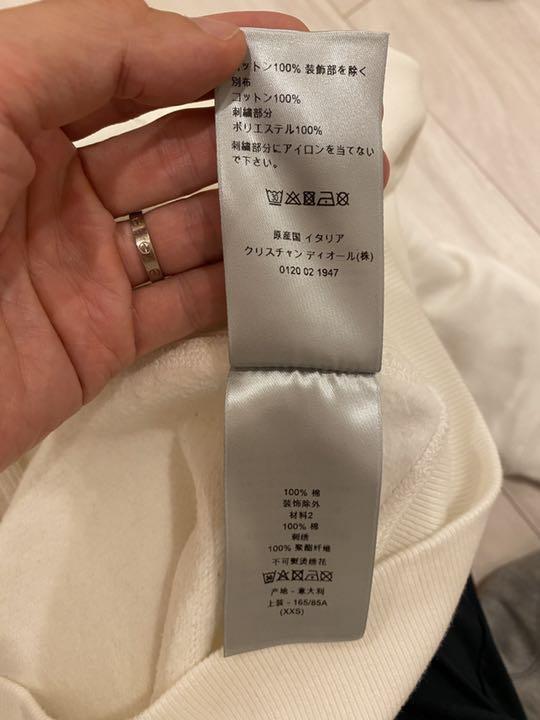 コットン100% 装飾部を除く
別布
コットン100%
刺繍部分
ポリエステル100%
刺繍部分にアイロンを当てない
で下さい。
原産国 イタリア
クリスチャン ディオール(株)
0120 02 1947
100% 棉
装饰除外
材料2
100% 棉
刺绣
100% 聚酯纤维
不可熨烫绣花
产地 - 意大利
上装 - 165/85A
(XXS)